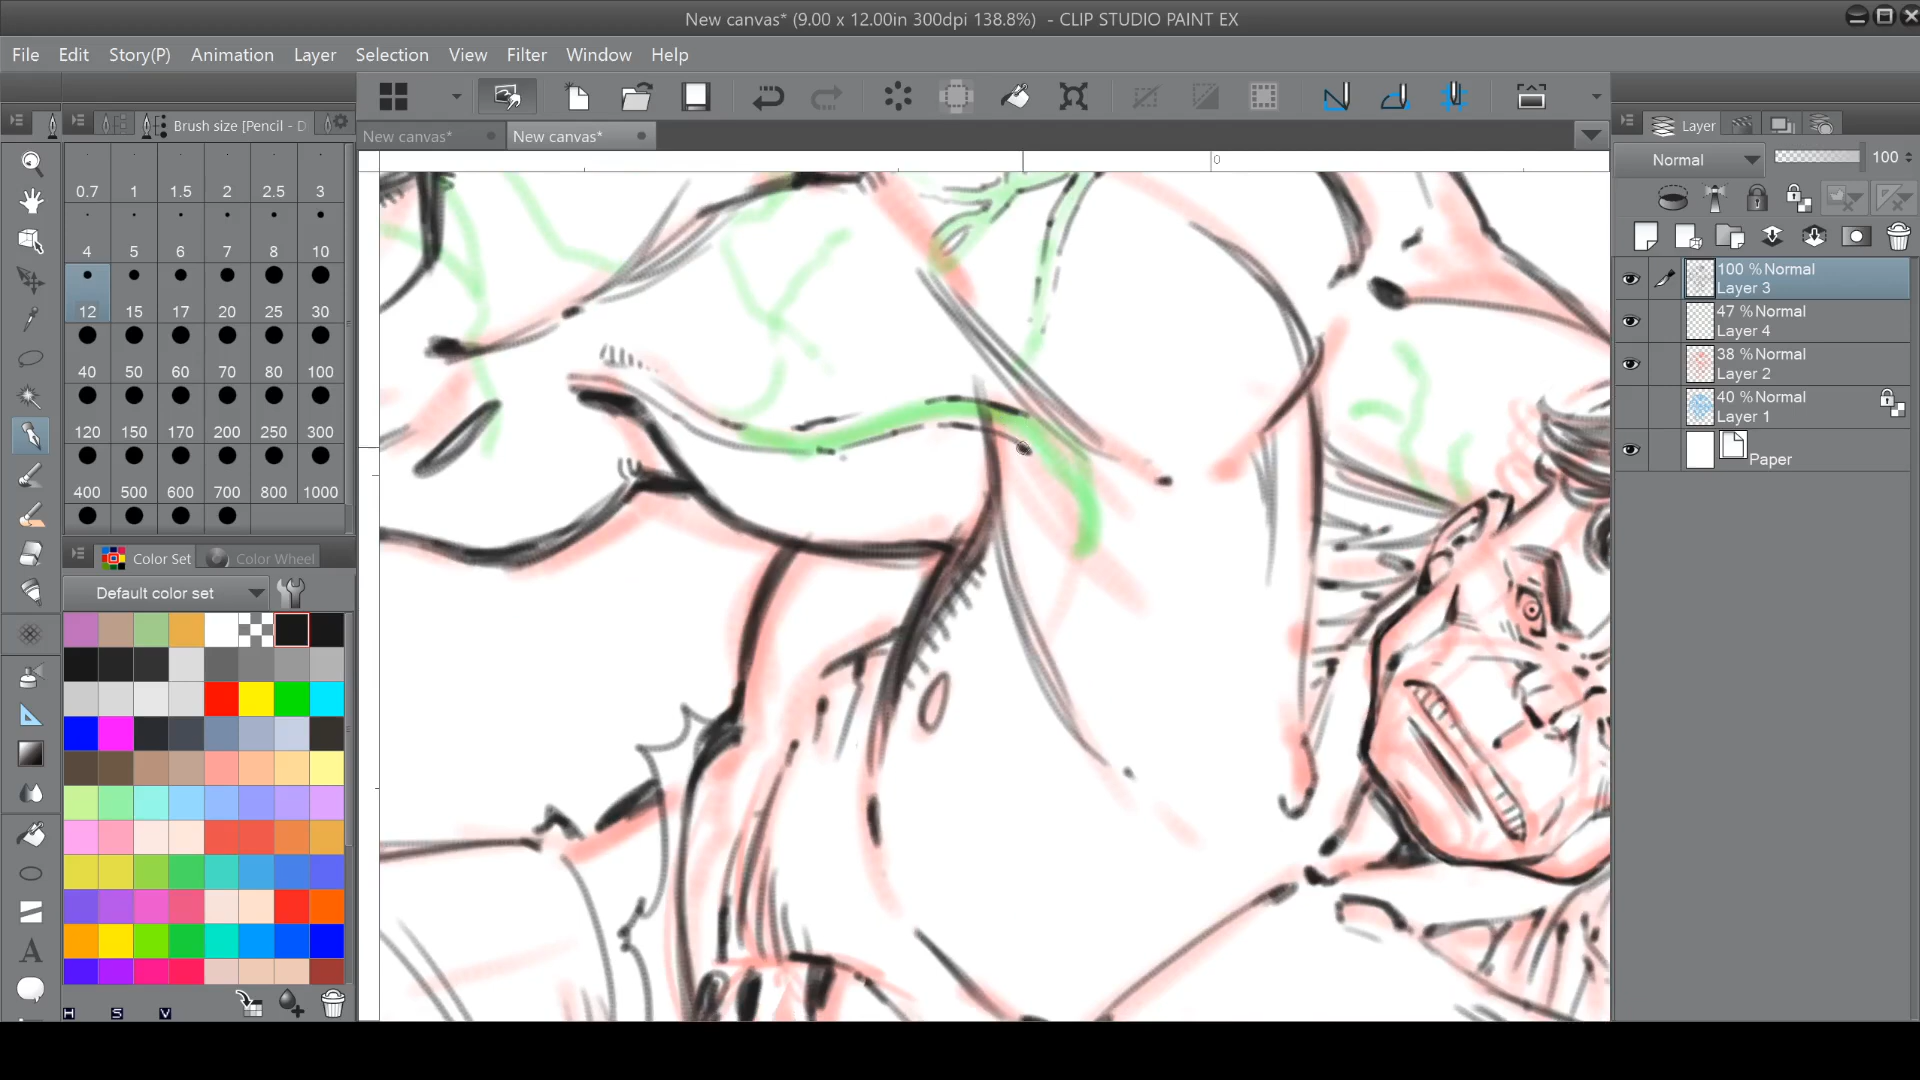 New canvas* (9.00 x 12.00in 300dpi 138.8%) - CLIP STUDIO PAINT EX
File Edit Story(P) Animation Layer Selection View Filter Window Help
Brush size [Pencil - D
New canvas* New canvas*
Layer
0
Normal 100
0.7 1 1.5 2 2.5 3
4 5 6 7 8 10
12 15 17 20 25 30
40 50 60 70 80 100
120 150 170 200 250 300
400 500 600 700 800 1000
100 % Normal
Layer 3
47 % Normal
Layer 4
38 % Normal
Layer 2
40 % Normal
Layer 1
Paper
Color Set Color Wheel
Default color set
A
H S V